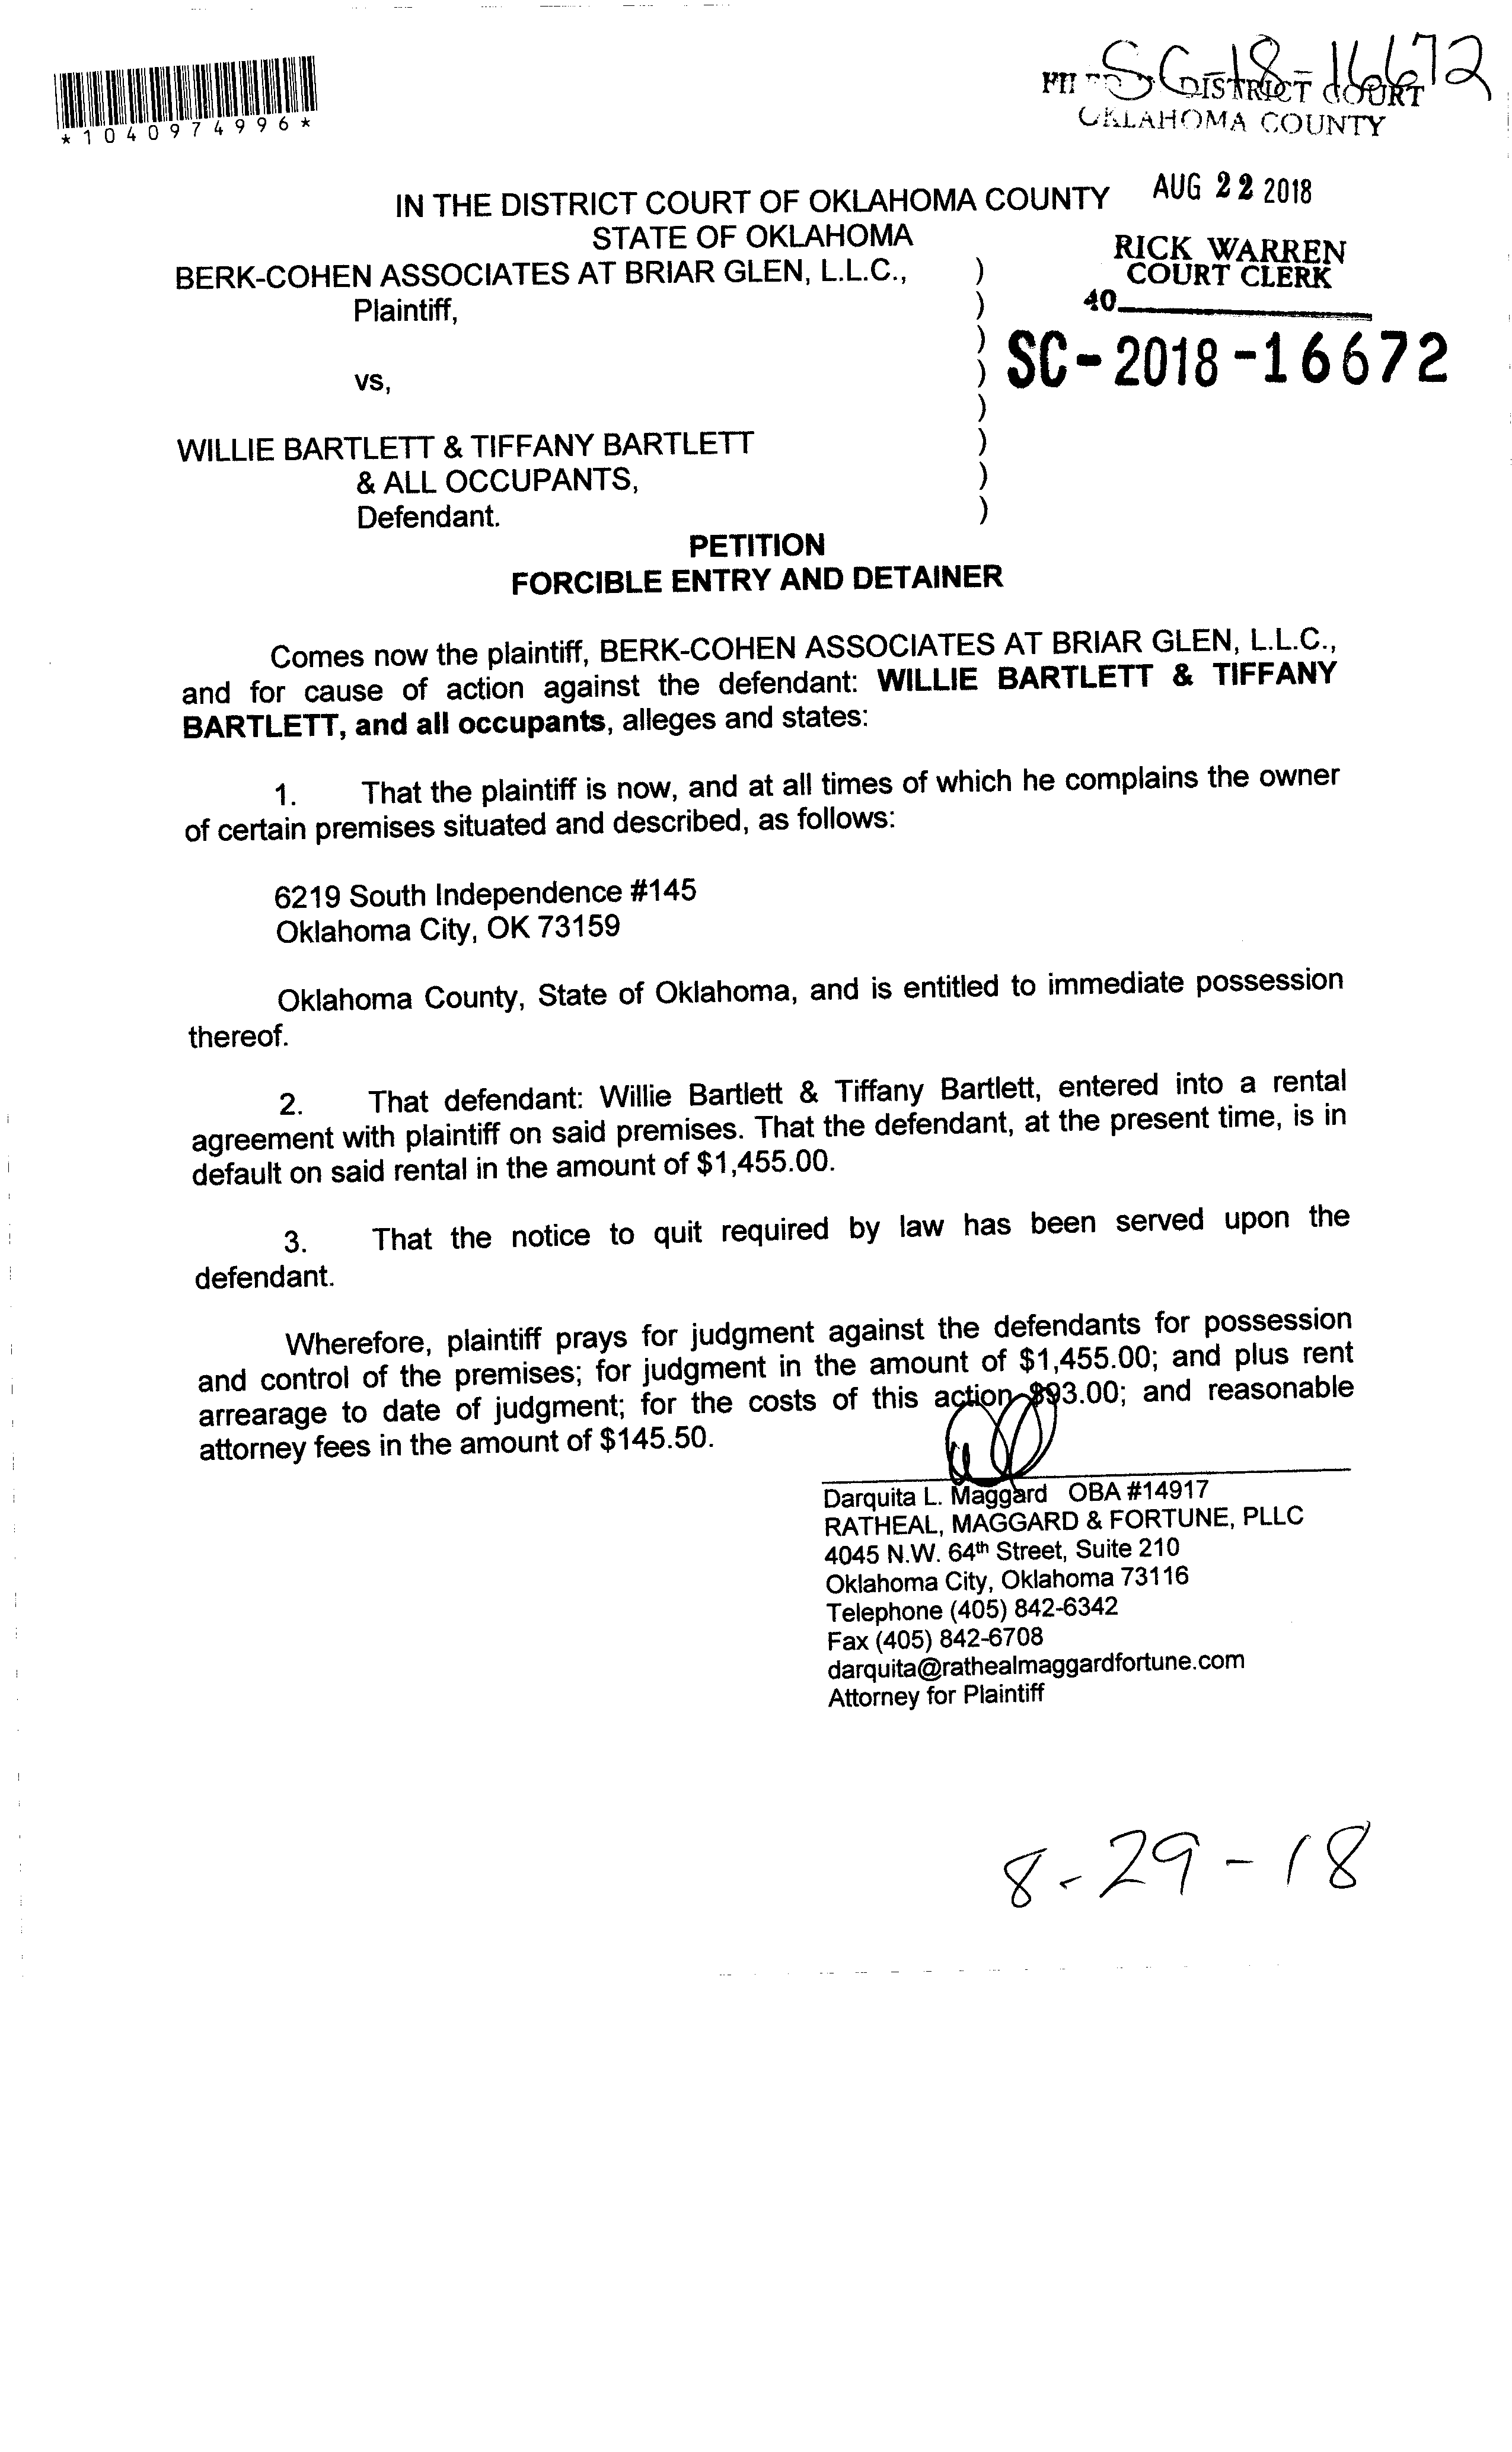 *1040974996*
SC-18-16672
DISTRICT COURT
OKLAHOMA COUNTY
IN THE DISTRICT COURT OF OKLAHOMA COUNTY
AUG 22 2018
STATE OF OKLAHOMA
RICK WARREN
COURT CLERK
BERK-COHEN ASSOCIATES AT BRIAR GLEN, L.L.C., )
Plaintiff, )
40
)
SC-2018-16672
vs, )
)
WILLIE BARTLETT & TIFFANY BARTLETT )
& ALL OCCUPANTS, )
Defendant. )
PETITION
FORCIBLE ENTRY AND DETAINER
Comes now the plaintiff, BERK-COHEN ASSOCIATES AT BRIAR GLEN, L.L.C.,
and for cause of action against the defendant: WILLIE BARTLETT & TIFFANY
BARTLETT, and all occupants, alleges and states:
1. That the plaintiff is now, and at all times of which he complains the owner
of certain premises situated and described, as follows:
6219 South Independence #145
Oklahoma City, OK 73159
Oklahoma County, State of Oklahoma, and is entitled to immediate possession
thereof.
2. That defendant: Willie Bartlett & Tiffany Bartlett, entered into a rental
agreement with plaintiff on said premises. That the defendant, at the present time, is in
default on said rental in the amount of $1,455.00.
3. That the notice to quit required by law has been served upon the
defendant.
Wherefore, plaintiff prays for judgment against the defendants for possession
and control of the premises; for judgment in the amount of $1,455.00; and plus rent
arrearage to date of judgment; for the costs of this action $93.00; and reasonable
attorney fees in the amount of $145.50.
Darquita L. Maggard OBA #14917
RATHEAL, MAGGARD & FORTUNE, PLLC
4045 N.W. 64th Street, Suite 210
Oklahoma City, Oklahoma 73116
Telephone (405) 842-6342
Fax (405) 842-6708
darquita@rathealmaggardfortune.com
Attorney for Plaintiff
8-29-18